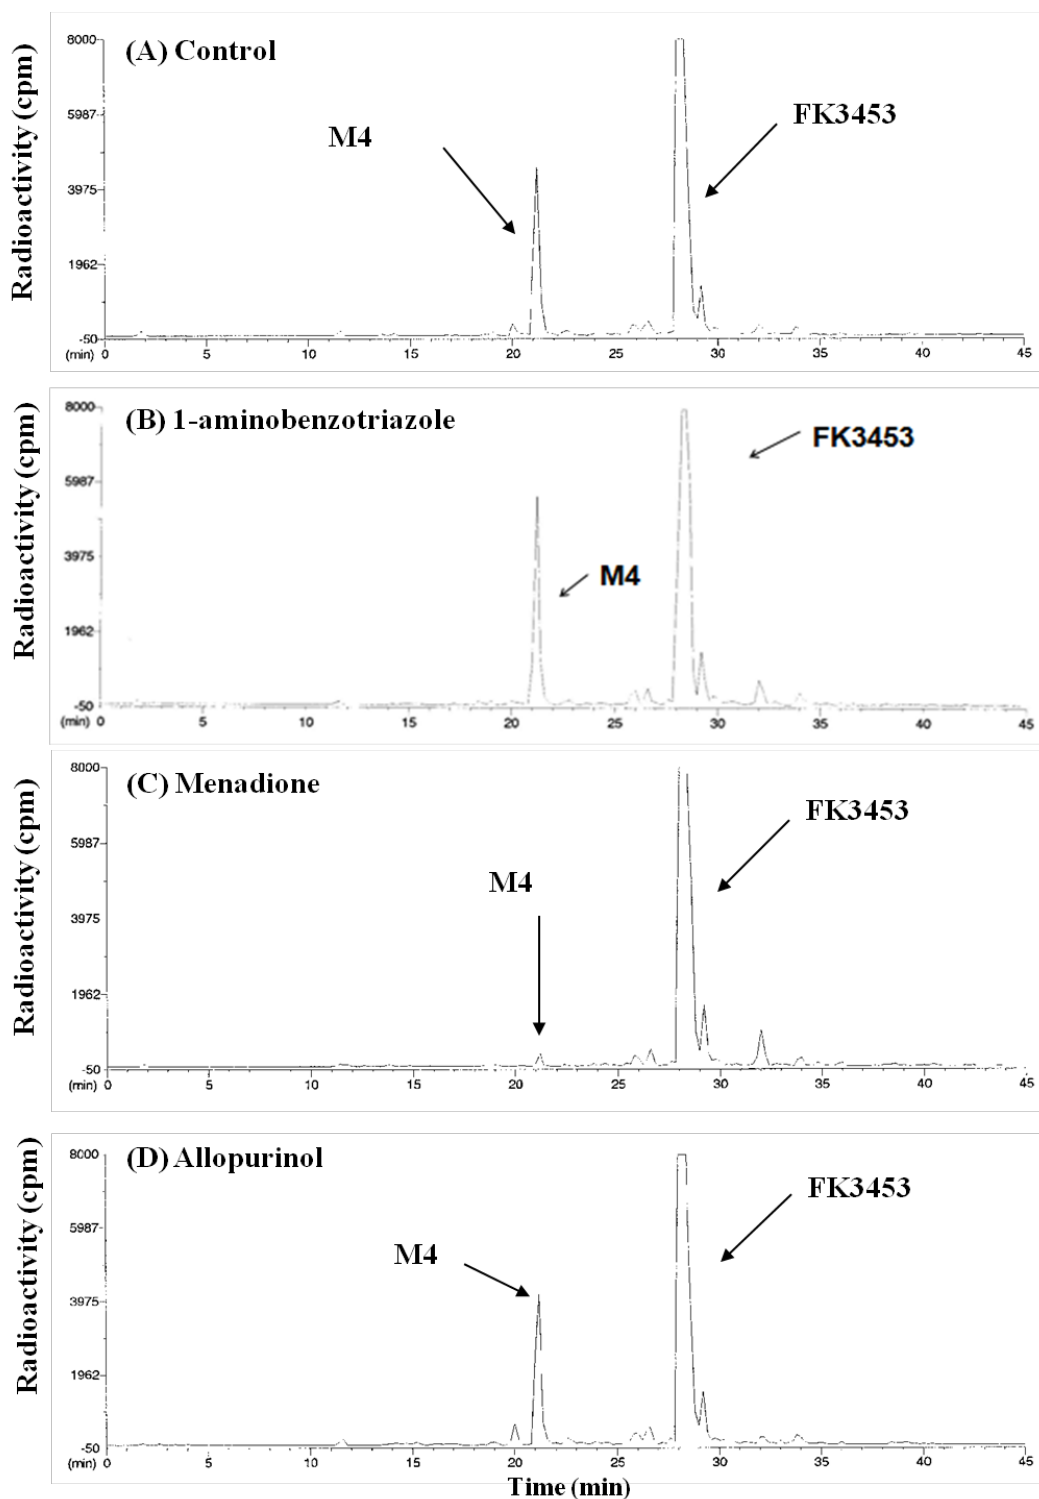 (A) Control
Radioactivity (cpm)
8000
5987
3975
1962
-50
M4
FK3453
(min) 0 5 10 15 20 25 30 35 40 45
(B) 1-aminobenzotriazole
Radioactivity (cpm)
8000
5987
3975
1962
-50
FK3453
M4
(min) 0 5 10 15 20 25 30 35 40 45
(C) Menadione
Radioactivity (cpm)
8000
5987
3975
1962
-50
FK3453
M4
(min) 0 5 10 15 20 25 30 35 40 45
(D) Allopurinol
Radioactivity (cpm)
8000
5987
3975
1962
-50
FK3453
M4
(min) 0 5 10 15 20 25 30 35 40 45
Time (min)